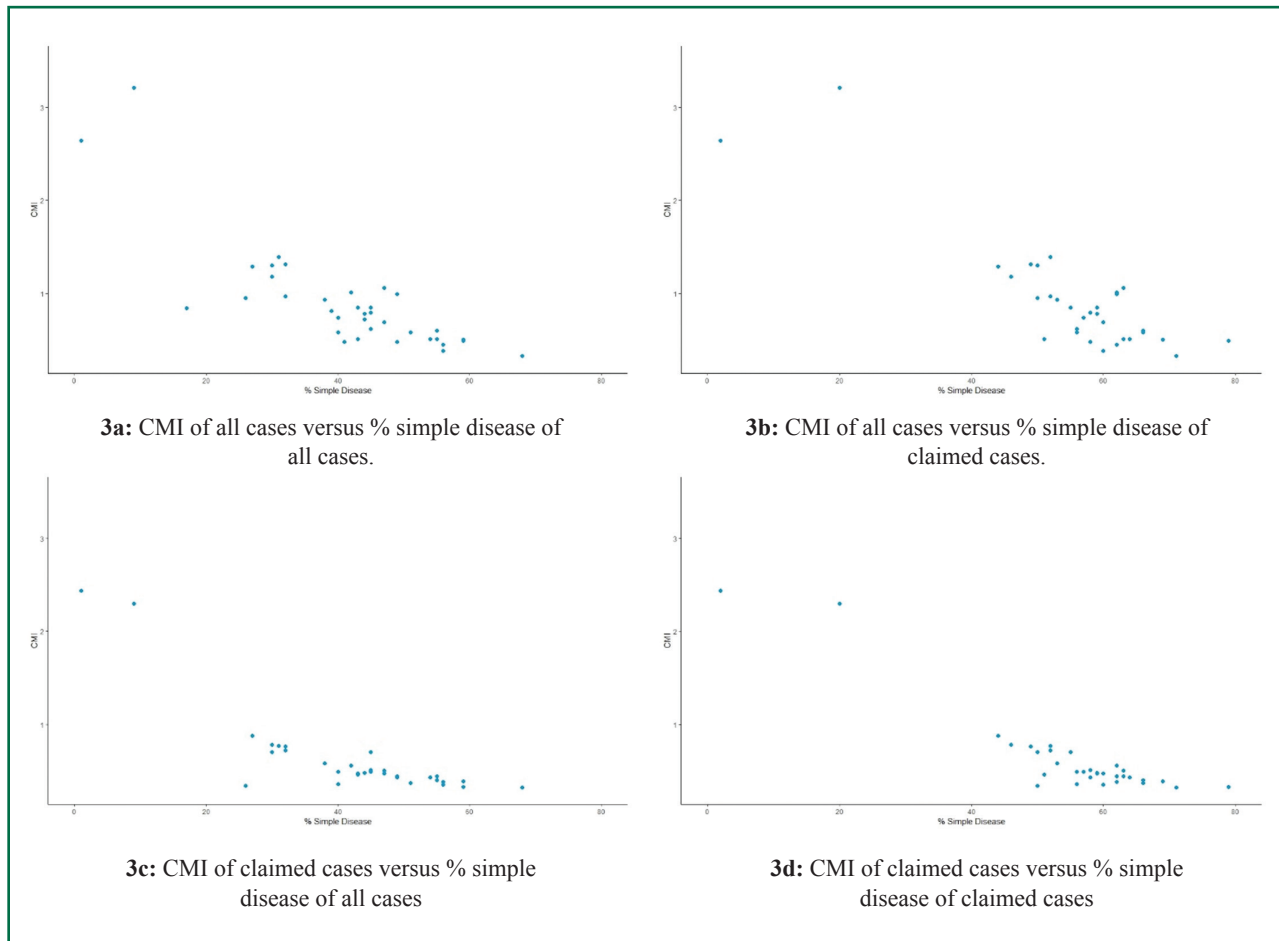 3
2
1
CMI
0
20
40
60
80
% Simple Disease
3a: CMI of all cases versus % simple disease of
all cases.
3
2
1
CMI
0
20
40
60
80
% Simple Disease
3b: CMI of all cases versus % simple disease of
claimed cases.
3
2
1
CMI
0
20
40
60
80
% Simple Disease
3c: CMI of claimed cases versus % simple
disease of all cases
3
2
1
CMI
0
20
40
60
80
% Simple Disease
3d: CMI of claimed cases versus % simple
disease of claimed cases